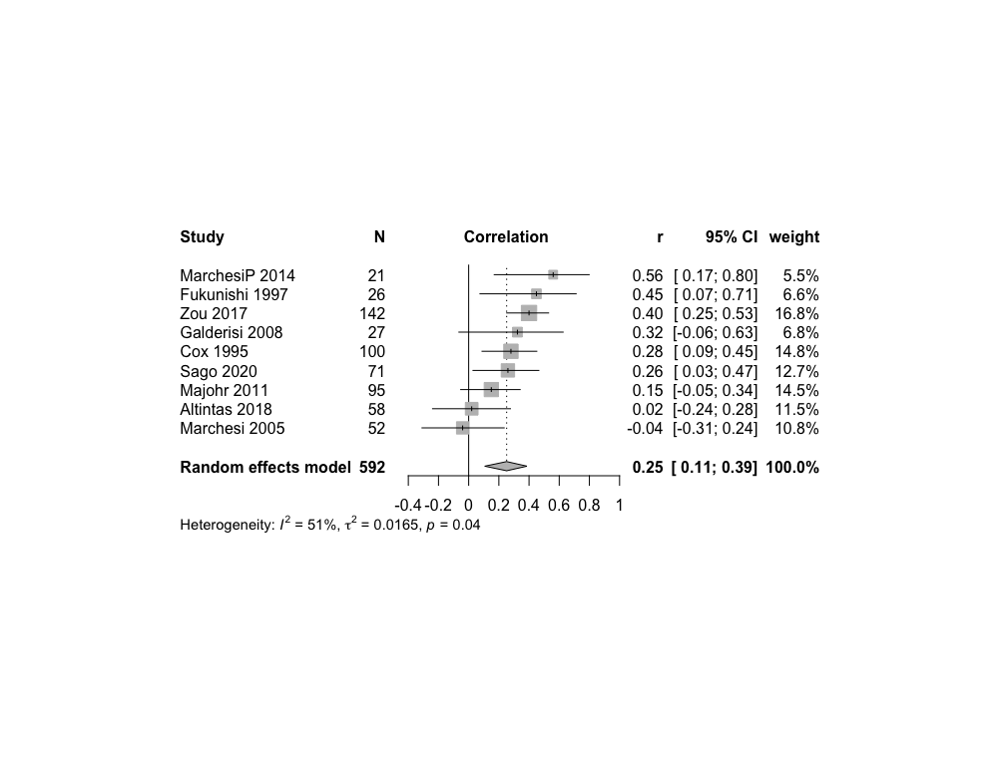 Study N Correlation r 95% CI weight
MarchesiP 2014 21 0.56 [ 0.17; 0.80] 5.5%
Fukunishi 1997 26 0.45 [ 0.07; 0.71] 6.6%
Zou 2017 142 0.40 [ 0.25; 0.53] 16.8%
Galderisi 2008 27 0.32 [-0.06; 0.63] 6.8%
Cox 1995 100 0.28 [ 0.09; 0.45] 14.8%
Sago 2020 71 0.26 [ 0.03; 0.47] 12.7%
Majohr 2011 95 0.15 [-0.05; 0.34] 14.5%
Altintas 2018 58 0.02 [-0.24; 0.28] 11.5%
Marchesi 2005 52 -0.04 [-0.31; 0.24] 10.8%
Random effects model 592 0.25 [ 0.11; 0.39] 100.0%
-0.4 -0.2 0 0.2 0.4 0.6 0.8 1
Heterogeneity: I² = 51%, τ² = 0.0165, p = 0.04